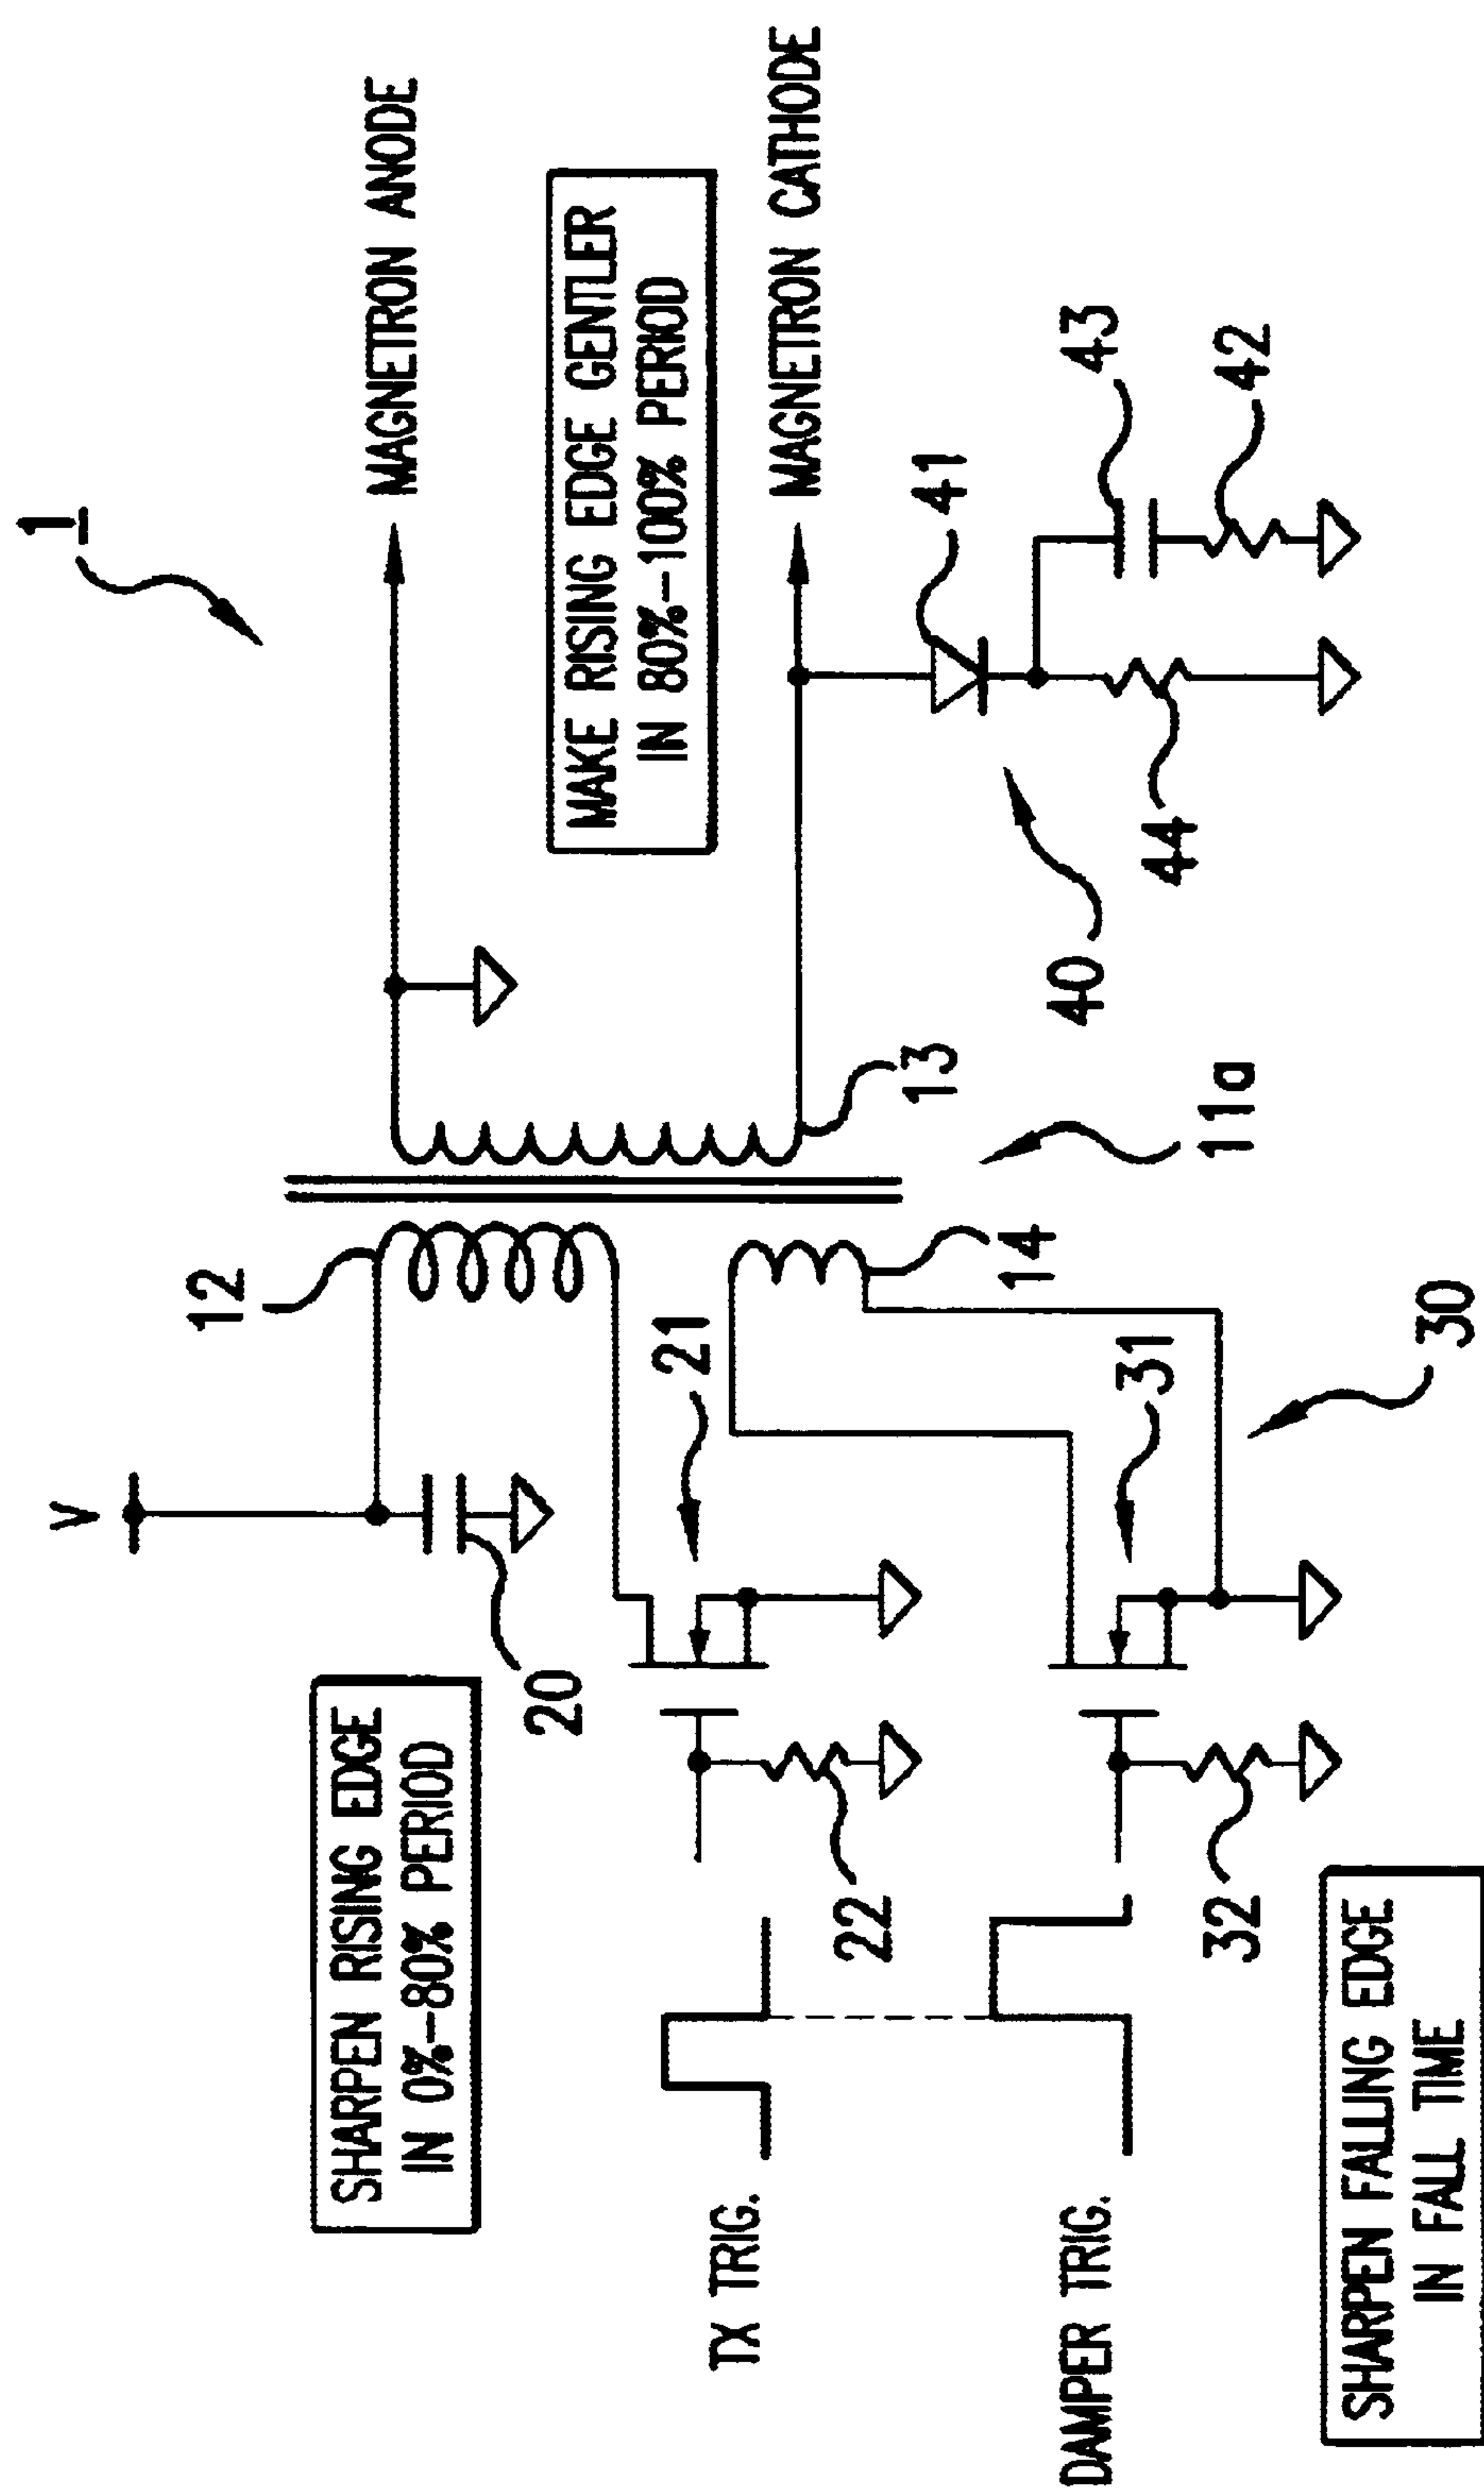 1
V
MAGNETRON ANODE
12
SHARPEN RISING EDGE
IN 0%-80% PERIOD
20
MAKE RISING EDGE GENTLER
IN 80%-100% PERIOD
21
TX TRIG.
MAGNETRON CATHODE
22
13
41
14
40
43
DAMPER TRIG.
31
44
32
11a
42
SHARPEN FALLING EDGE
IN FALL TIME
30